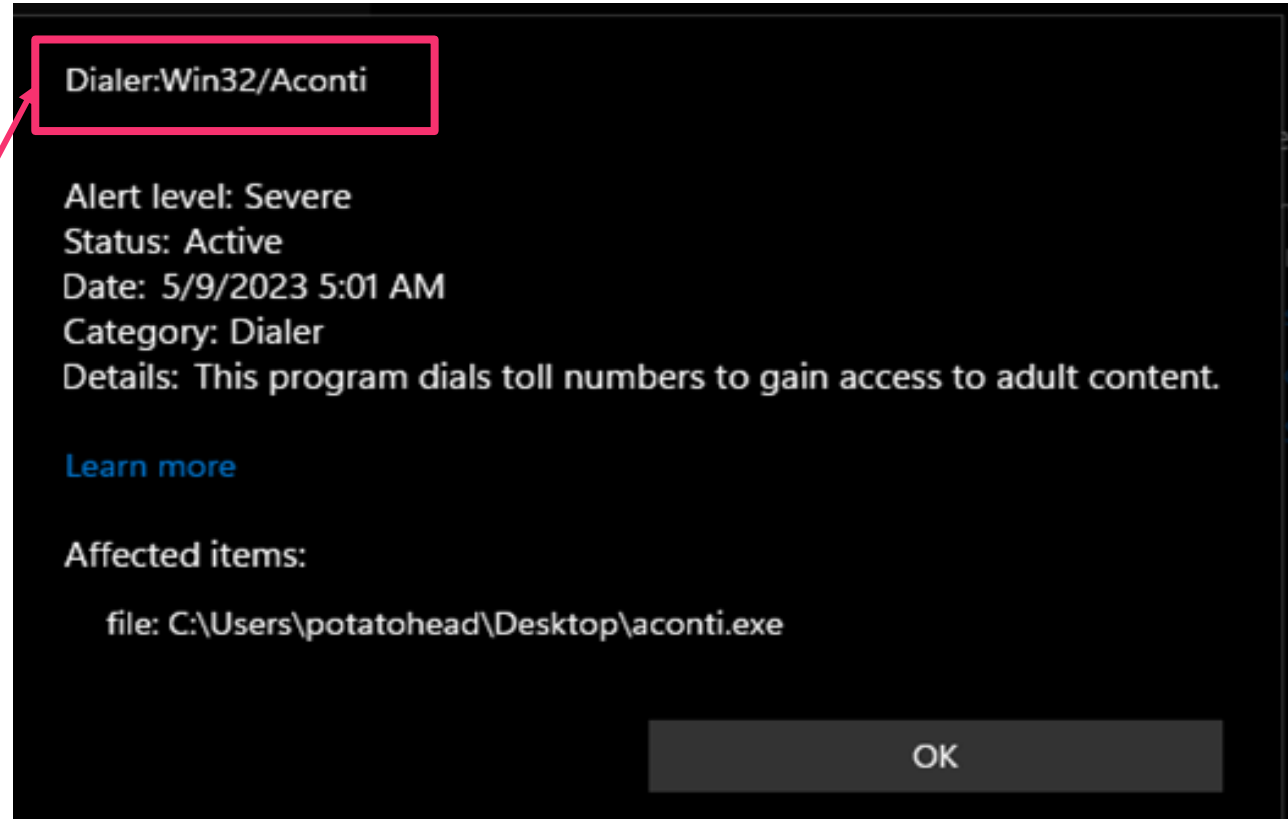 Dialer:Win32/Aconti
Alert level: Severe
Status: Active
Date: 5/9/2023 5:01 AM
Category: Dialer
Details: This program dials toll numbers to gain access to adult content.
Learn more
Affected items:
file: C:\Users\potatohead\Desktop\aconti.exe
OK